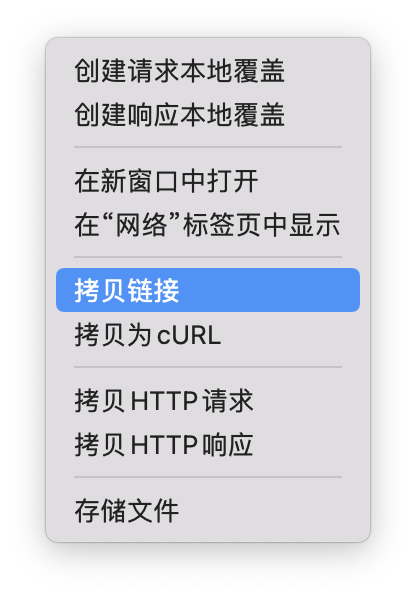 创建请求本地覆盖
创建响应本地覆盖
在新窗口中打开
在“网络”标签页中显示
拷贝链接
拷贝为 cURL
拷贝 HTTP 请求
拷贝 HTTP 响应
存储文件